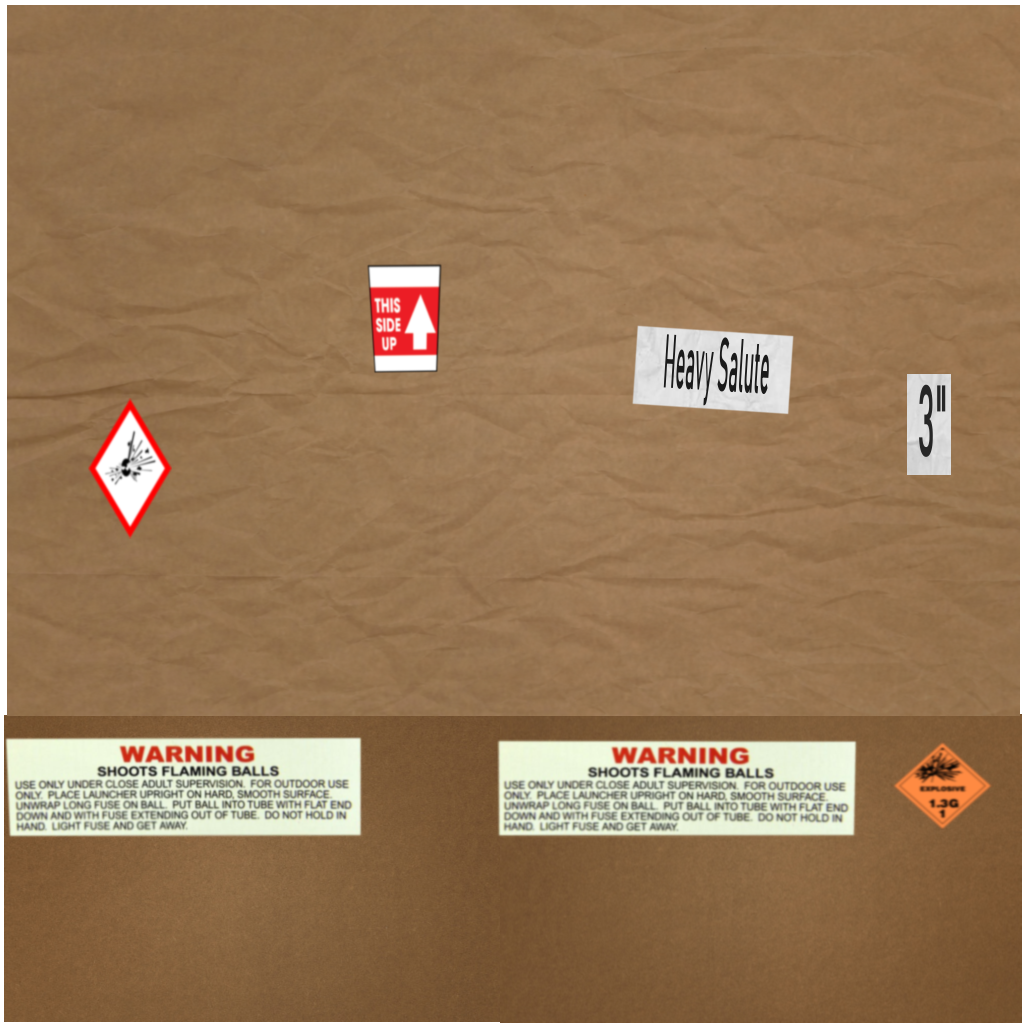 THIS
SIDE
UP
Heavy Salute
3"
WARNING
SHOOTS FLAMING BALLS
USE ONLY UNDER CLOSE ADULT SUPERVISION. FOR OUTDOOR USE
ONLY. PLACE LAUNCHER UPRIGHT ON HARD, SMOOTH SURFACE.
UNWRAP LONG FUSE ON BALL. PUT BALL INTO TUBE WITH FLAT END
DOWN AND WITH FUSE EXTENDING OUT OF TUBE. DO NOT HOLD IN
HAND. LIGHT FUSE AND GET AWAY.
WARNING
SHOOTS FLAMING BALLS
USE ONLY UNDER CLOSE ADULT SUPERVISION. FOR OUTDOOR USE
ONLY. PLACE LAUNCHER UPRIGHT ON HARD, SMOOTH SURFACE.
UNWRAP LONG FUSE ON BALL. PUT BALL INTO TUBE WITH FLAT END
DOWN AND WITH FUSE EXTENDING OUT OF TUBE. DO NOT HOLD IN
HAND. LIGHT FUSE AND GET AWAY.
EXPLOSIVE
1.3G
1